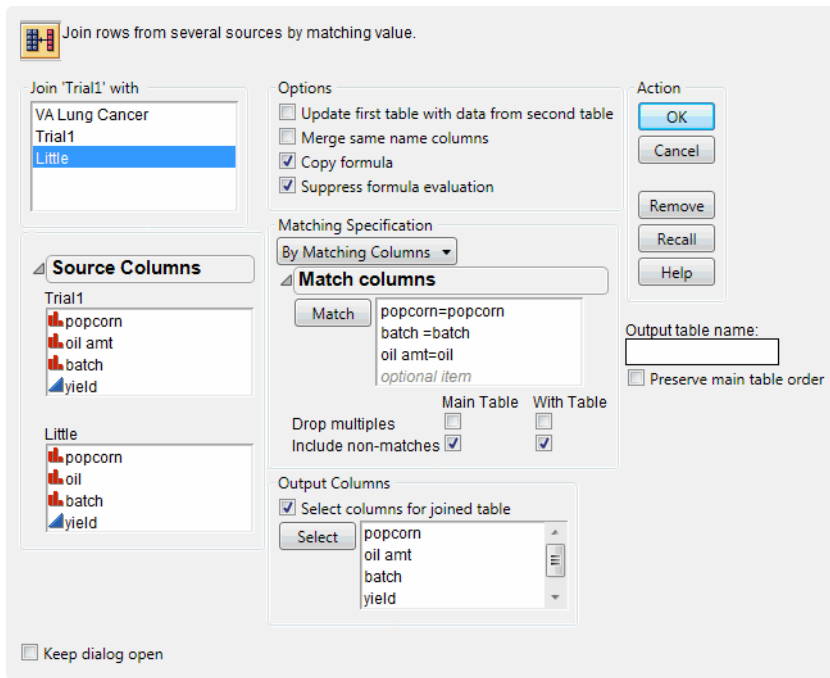 Join rows from several sources by matching value.
Join 'Trial1' with
VA Lung Cancer
Trial1
Little
Options
Update first table with data from second table
Merge same name columns
Copy formula
Suppress formula evaluation
Action
OK
Cancel
Remove
Recall
Help
Source Columns
Trial1
popcorn
oil amt
batch
yield
Little
popcorn
oil
batch
yield
Matching Specification
By Matching Columns
Match columns
Match
popcorn=popcorn
batch =batch
oil amt=oil
optional item
Main Table With Table
Drop multiples
Include non-matches
Output table name:
Preserve main table order
Output Columns
Select columns for joined table
Select
popcorn
oil amt
batch
yield
Keep dialog open